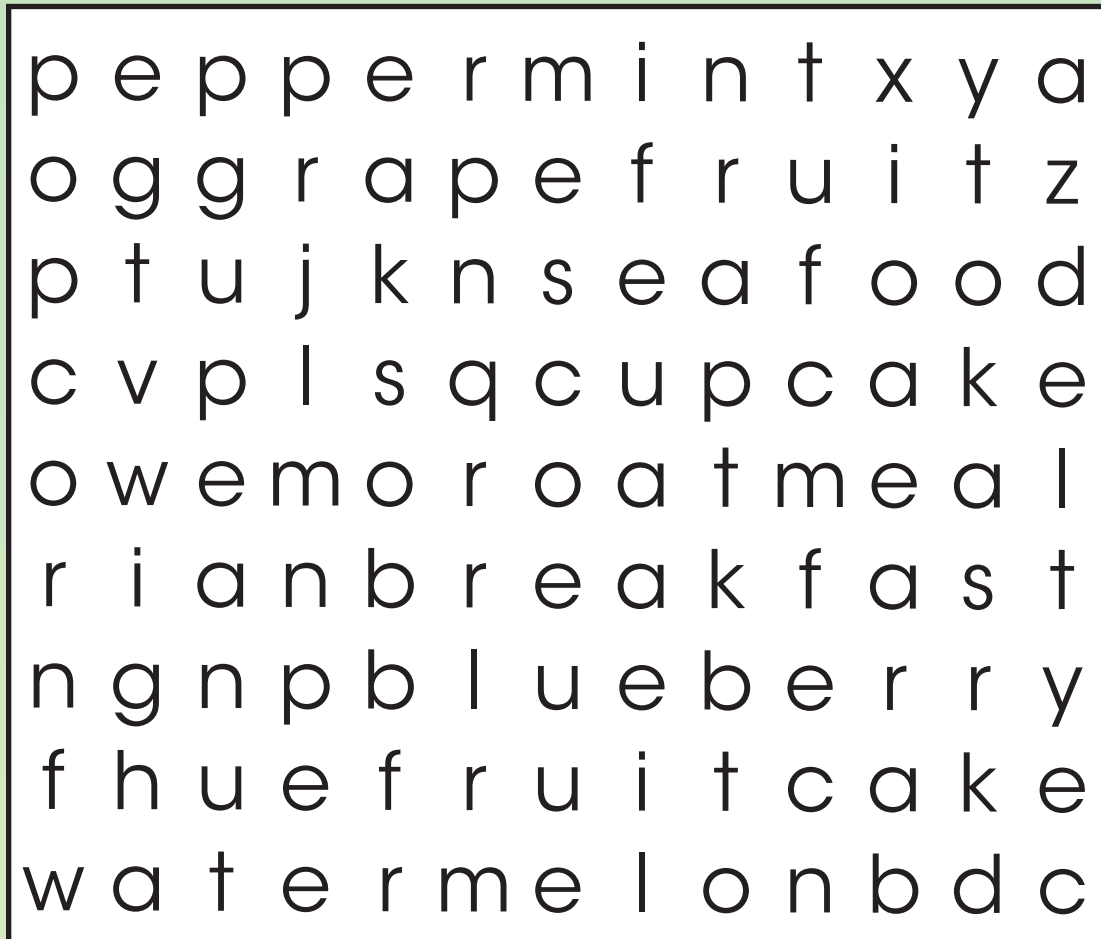 p e p p e r m i n t x y a
o g g r a p e f r u i t z
p t u j k n s e a f o o d
c v p l s q c u p c a k e
o w e m o r o a t m e a l
r i a n b r e a k f a s t
n g n p b l u e b e r r y
f h u e f r u i t c a k e
w a t e r m e l o n b d c